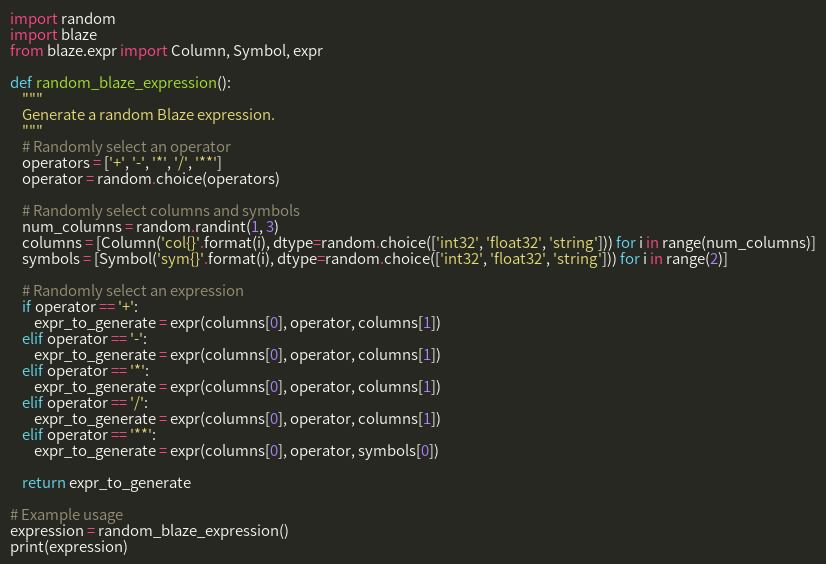 import random
import blaze
from blaze.expr import Column, Symbol, expr

def random_blaze_expression():
    """
    Generate a random Blaze expression.
    """
    # Randomly select an operator
    operators = ['+', '-', '*', '/', '**']
    operator = random.choice(operators)

    # Randomly select columns and symbols
    num_columns = random.randint(1, 3)
    columns = [Column('col{}'.format(i), dtype=random.choice(['int32', 'float32', 'string'])) for i in range(num_columns)]
    symbols = [Symbol('sym{}'.format(i), dtype=random.choice(['int32', 'float32', 'string'])) for i in range(2)]

    # Randomly select an expression
    if operator == '+':
        expr_to_generate = expr(columns[0], operator, columns[1])
    elif operator == '-':
        expr_to_generate = expr(columns[0], operator, columns[1])
    elif operator == '*':
        expr_to_generate = expr(columns[0], operator, columns[1])
    elif operator == '/':
        expr_to_generate = expr(columns[0], operator, columns[1])
    elif operator == '**':
        expr_to_generate = expr(columns[0], operator, symbols[0])

    return expr_to_generate

# Example usage
expression = random_blaze_expression()
print(expression)